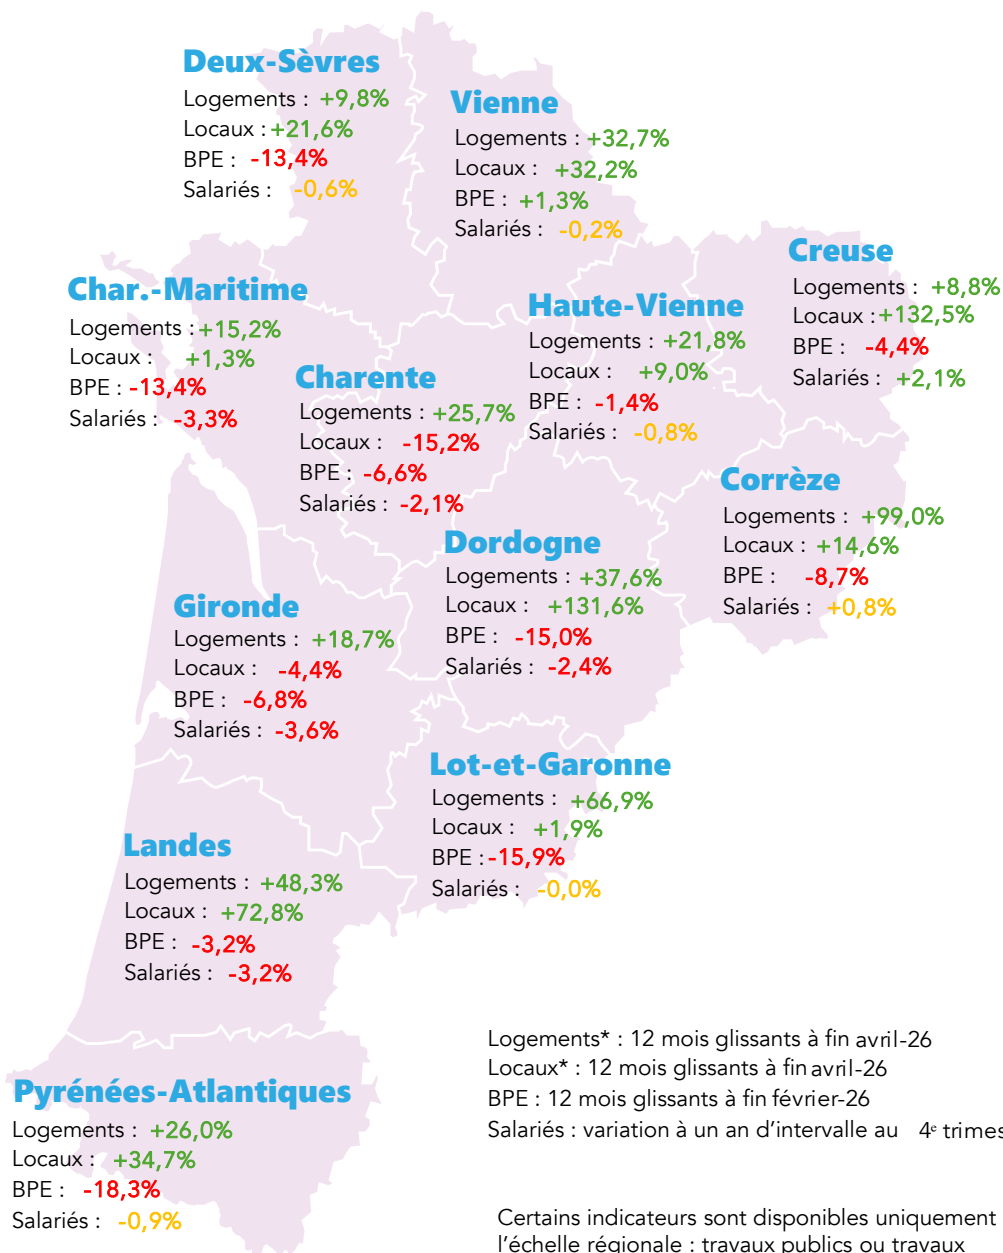 Deux-Sèvres
Logements : +9,8%
Locaux : +21,6%
BPE : -13,4%
Salariés : -0,6%
Vienne
Logements : +32,7%
Locaux : +32,2%
BPE : +1,3%
Salariés : -0,2%
Creuse
Logements : +8,8%
Locaux : +132,5%
BPE : -4,4%
Salariés : +2,1%
Char.-Maritime
Logements : +15,2%
Locaux : +1,3%
BPE : -13,4%
Salariés : -3,3%
Haute-Vienne
Logements : +21,8%
Locaux : +9,0%
BPE : -1,4%
Salariés : -0,8%
Charente
Logements : +25,7%
Locaux : -15,2%
BPE : -6,6%
Salariés : -2,1%
Corrèze
Logements : +99,0%
Locaux : +14,6%
BPE : -8,7%
Salariés : +0,8%
Dordogne
Logements : +37,6%
Locaux : +131,6%
BPE : -15,0%
Salariés : -2,4%
Gironde
Logements : +18,7%
Locaux : -4,4%
BPE : -6,8%
Salariés : -3,6%
Lot-et-Garonne
Logements : +66,9%
Locaux : +1,9%
BPE : -15,9%
Salariés : -0,0%
Landes
Logements : +48,3%
Locaux : +72,8%
BPE : -3,2%
Salariés : -3,2%
Pyrénées-Atlantiques
Logements : +26,0%
Locaux : +34,7%
BPE : -18,3%
Salariés : -0,9%
Logements* : 12 mois glissants à fin avril-26
Locaux* : 12 mois glissants à fin avril-26
BPE : 12 mois glissants à fin février-26
Salariés : variation à un an d'intervalle au 4e trimes
Certains indicateurs sont disponibles uniquement
l'échelle régionale : travaux publics ou travaux